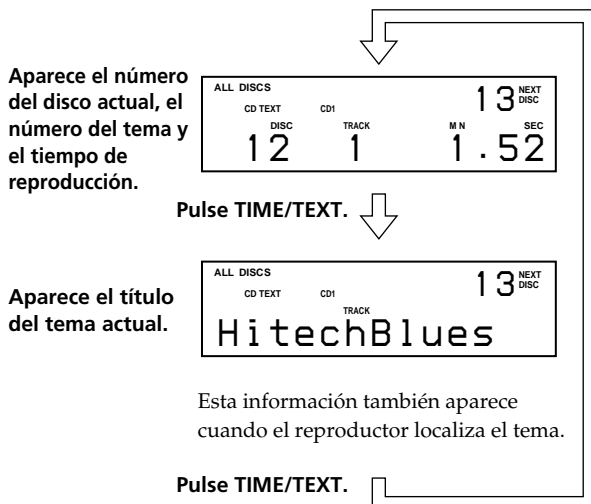 Aparece el número
del disco actual, el
número del tema y
el tiempo de
reproducción.
ALL DISCS
CD TEXT CD1 13 NEXT DISC
DISC TRACK M N SEC
12 1 1.52
Pulse TIME/TEXT.
Aparece el título
del tema actual.
ALL DISCS
CD TEXT CD1 13 NEXT DISC
TRACK
HitechBlues
Esta información también aparece
cuando el reproductor localiza el tema.
Pulse TIME/TEXT.